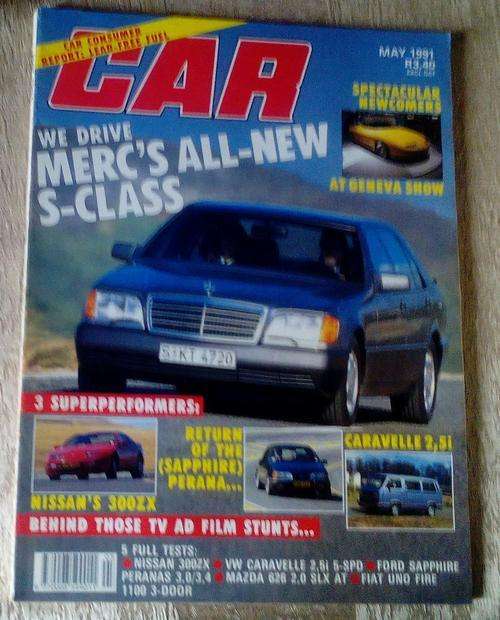 CAR CONSUMER
REPORT: LEAD-FREE FUEL
CAR
MAY 1991
R3,40
EXCL GST
SPECTACULAR
NEWCOMERS
AT GENEVA SHOW
WE DRIVE
MERC'S ALL-NEW
S-CLASS
S·KT 4720
3 SUPERPERFORMERS:
NISSAN'S 300ZX
RETURN
OF THE
(SAPPHIRE)
PERANA...
CARAVELLE 2,5i
BEHIND THOSE TV AD FILM STUNTS...
5 FULL TESTS:
• NISSAN 300ZX • VW CARAVELLE 2.5i 5-SPD • FORD SAPPHIRE
PERANAS 3.0/3.4 • MAZDA 626 2.0 SLX AT • FIAT UNO FIRE
1100 3-DOOR